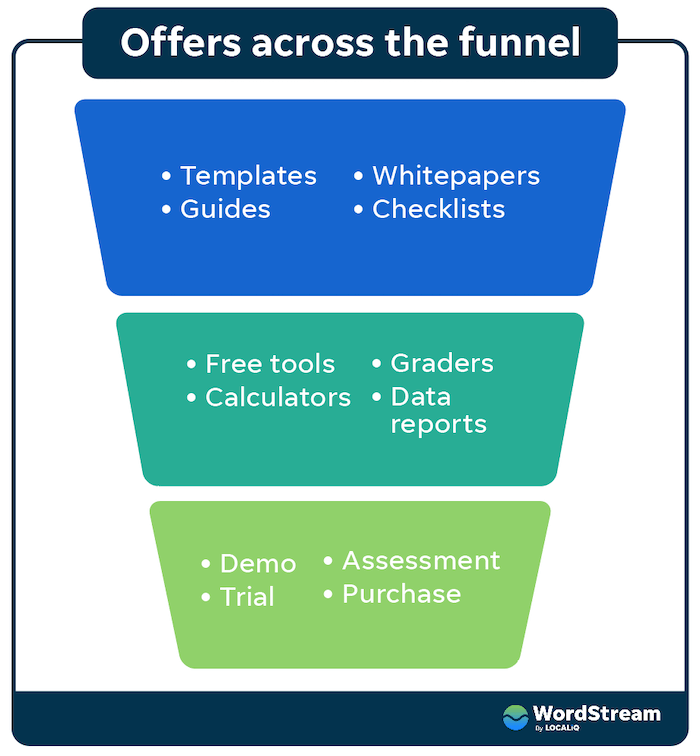 Offers across the funnel
• Templates
• Guides
• Whitepapers
• Checklists
• Free tools
• Calculators
• Graders
• Data
reports
• Demo
• Trial
• Assessment
• Purchase
WordStream
By LOCALiQ